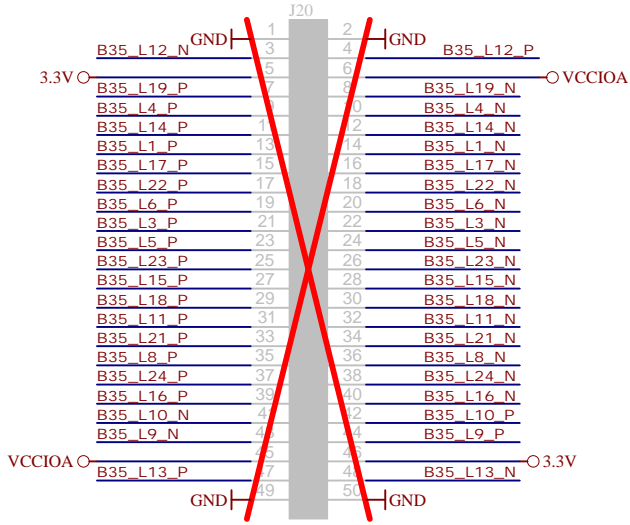 J20
GND 1 2 GND
B35_L12_N 3 4 B35_L12_P
3.3V 5 6 VCCIOA
B35_L19_P 7 8 B35_L19_N
B35_L4_P 10 B35_L4_N
B35_L14_P 12 B35_L14_N
B35_L1_P 13 14 B35_L1_N
B35_L17_P 15 16 B35_L17_N
B35_L22_P 17 18 B35_L22_N
B35_L6_P 19 20 B35_L6_N
B35_L3_P 21 22 B35_L3_N
B35_L5_P 23 24 B35_L5_N
B35_L23_P 25 26 B35_L23_N
B35_L15_P 27 28 B35_L15_N
B35_L18_P 29 30 B35_L18_N
B35_L11_P 31 32 B35_L11_N
B35_L21_P 33 34 B35_L21_N
B35_L8_P 35 36 B35_L8_N
B35_L24_P 37 38 B35_L24_N
B35_L16_P 39 40 B35_L16_N
B35_L10_N 42 B35_L10_P
B35_L9_N 44 B35_L9_P
VCCIOA 45 46 3.3V
B35_L13_P 47 48 B35_L13_N
GND 49 50 GND